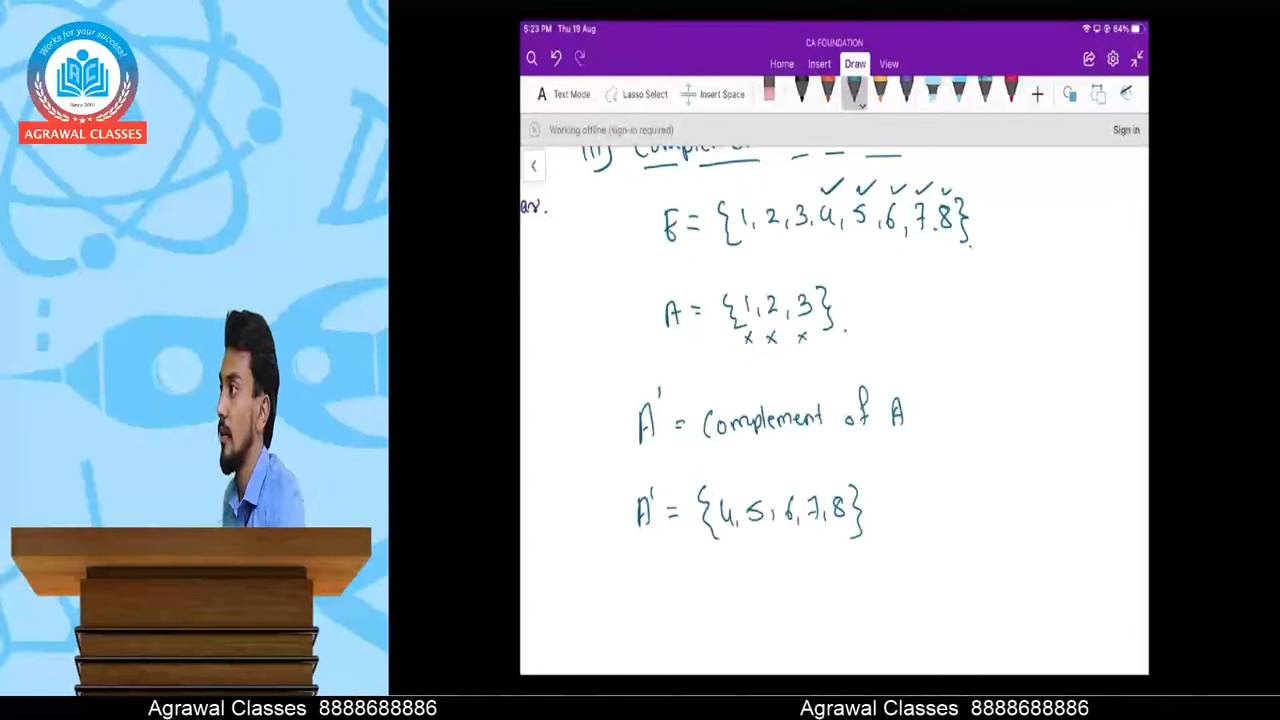 Works for your success!
AE
Since 2001
AGRAWAL CLASSES
5:23 PM Thu 19 Aug
64%
CA FOUNDATION
Home Insert Draw View
A Text Mode Lasso Select Insert Space
Working offline (sign-in required) Sign in
III)
E = {1, 2, 3, 4, 5, 6, 7, 8}.
A = {1, 2, 3}.
x x x
A' = Complement of A
A' = {4, 5, 6, 7, 8}
Agrawal Classes 8888688886 Agrawal Classes 8888688886